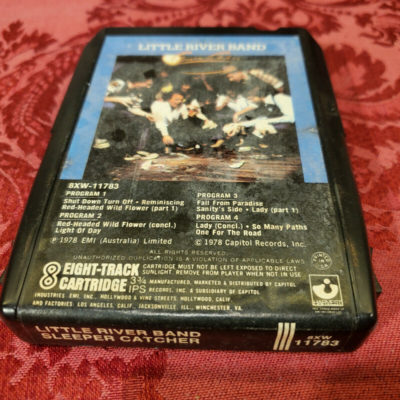 LITTLE RIVER BAND
8XW-11783
PROGRAM 1
Shut Down Turn Off • Reminiscing
Red-Headed Wild Flower (part 1)
PROGRAM 2
Red-Headed Wild Flower (concl.)
Light Of Day
PROGRAM 3
Fall From Paradise
Sanity's Side • Lady (part 1)
PROGRAM 4
Lady (Concl.) • So Many Paths
One For The Road
℗ 1978 EMI (Australia) Limited
© 1978 Capitol Records, Inc.
ALL RIGHTS RESERVED
UNAUTHORIZED DUPLICATION IS A VIOLATION OF APPLICABLE LAWS
CARTRIDGE MUST NOT BE LEFT EXPOSED TO DIRECT
SUNLIGHT. REMOVE FROM PLAYER WHEN NOT IN USE.
8 EIGHT-TRACK
CARTRIDGE 3¾ IPS
MANUFACTURED, MARKETED & DISTRIBUTED BY CAPITOL
RECORDS, INC. A SUBSIDIARY OF CAPITOL
INDUSTRIES EMI, INC., HOLLYWOOD & VINE STREETS, HOLLYWOOD, CALIF.
AND FACTORIES: LOS ANGELES, CALIF., JACKSONVILLE, ILL., WINCHESTER, VA.
HARVEST
LITTLE RIVER BAND
SLEEPER CATCHER
8XW
11783